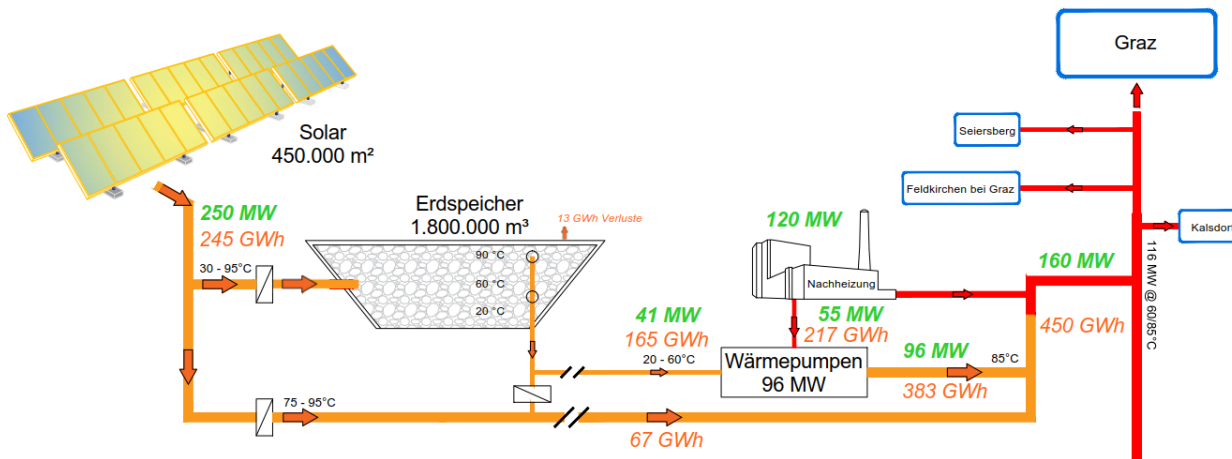 Graz
Solar
450.000 m²
Seiersberg
Feldkirchen bei Graz
Kalsdorf
250 MW
245 GWh
Erdspeicher
1.800.000 m³
13 GWh Verluste
120 MW
30 - 95°C
90 °C
60 °C
20 °C
Nachheizung
160 MW
116 MW @ 60/85°C
41 MW
165 GWh
55 MW
217 GWh
450 GWh
20 - 60°C
Wärmepumpen
96 MW
96 MW
383 GWh
85°C
75 - 95°C
67 GWh